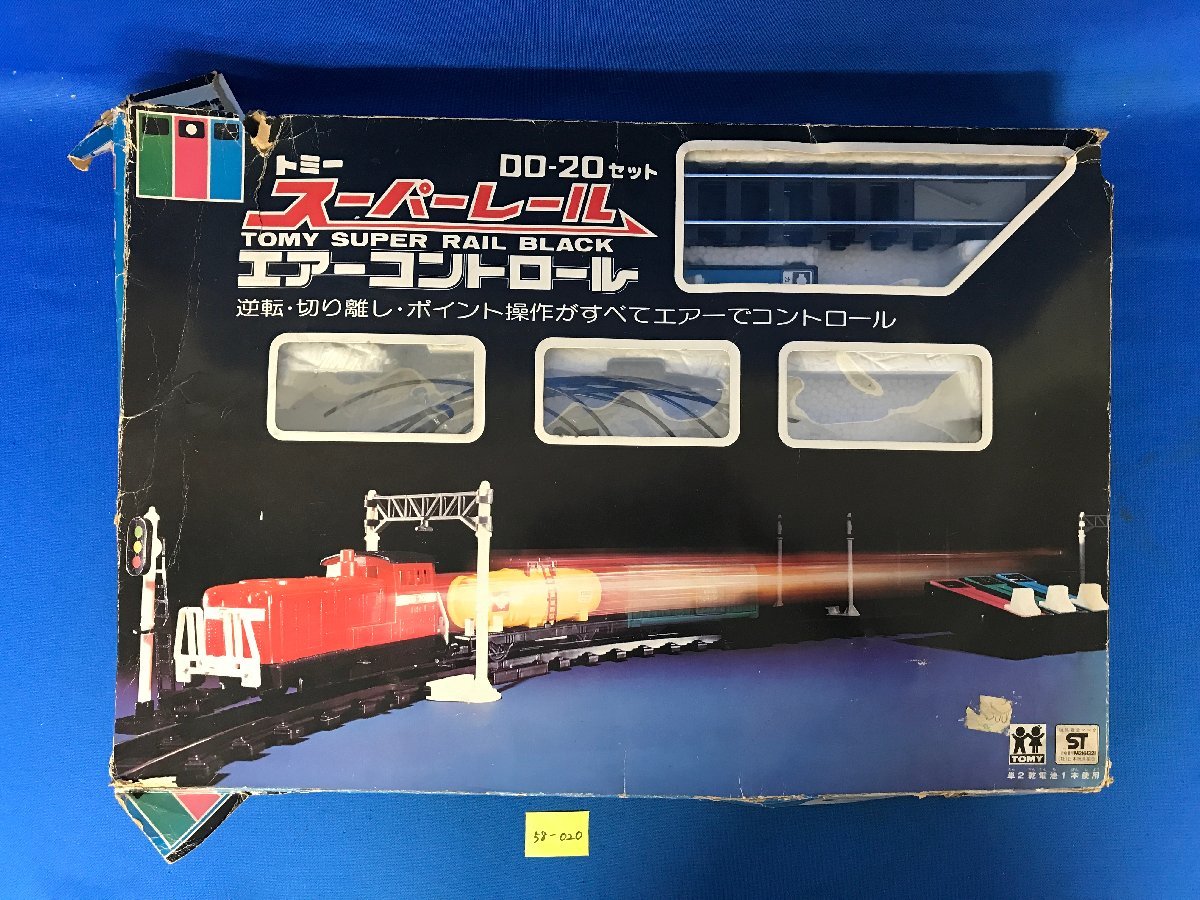 トミー
DD-20セット
スーパーレール
TOMY SUPER RAIL BLACK
エアーコントロール
逆転・切り離し・ポイント操作がすべてエアーでコントロール
TOMY
ST
単2乾電池1本使用
58-020